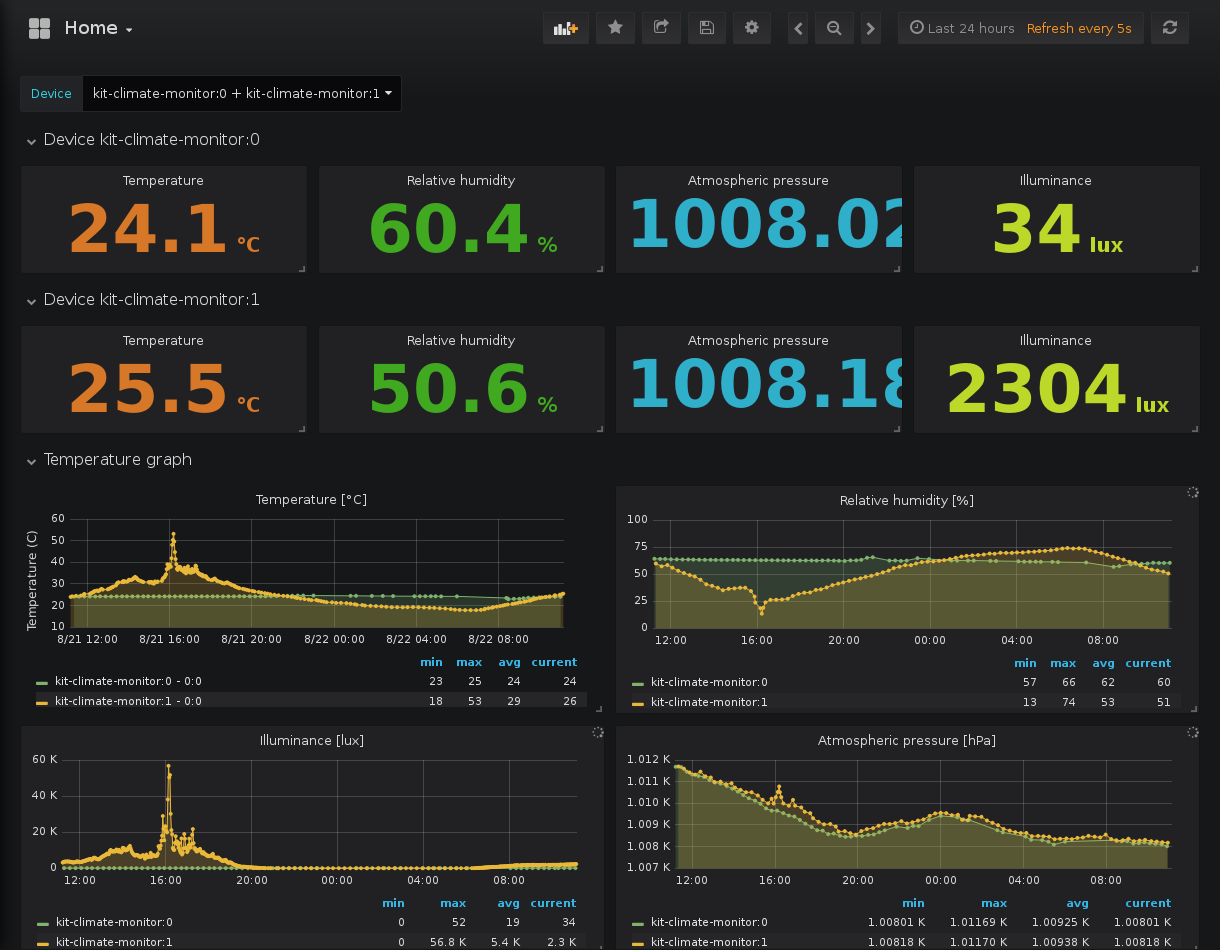 Home
Last 24 hours Refresh every 5s
Device kit-climate-monitor:0 + kit-climate-monitor:1
Device kit-climate-monitor:0
Temperature Relative humidity Atmospheric pressure Illuminance
24.1 °C 60.4 % 1008.02 34 lux
Device kit-climate-monitor:1
Temperature Relative humidity Atmospheric pressure Illuminance
25.5 °C 50.6 % 1008.18 2304 lux
Temperature graph
Temperature [°C]
Temperature (C)
60
50
40
30
20
10
8/21 12:00 8/21 16:00 8/21 20:00 8/22 00:00 8/22 04:00 8/22 08:00
min max avg current
kit-climate-monitor:0 - 0:0 23 25 24 24
kit-climate-monitor:1 - 0:0 18 53 29 26
Relative humidity [%]
100
75
50
25
0
12:00 16:00 20:00 00:00 04:00 08:00
min max avg current
kit-climate-monitor:0 57 66 62 60
kit-climate-monitor:1 13 74 53 51
Illuminance [lux]
60 K
40 K
20 K
0
12:00 16:00 20:00 00:00 04:00 08:00
min max avg current
kit-climate-monitor:0 0 52 19 34
kit-climate-monitor:1 0 56.8 K 5.4 K 2.3 K
Atmospheric pressure [hPa]
1.012 K
1.011 K
1.010 K
1.009 K
1.008 K
1.007 K
12:00 16:00 20:00 00:00 04:00 08:00
min max avg current
kit-climate-monitor:0 1.00801 K 1.01169 K 1.00925 K 1.00801 K
kit-climate-monitor:1 1.00818 K 1.01170 K 1.00938 K 1.00818 K